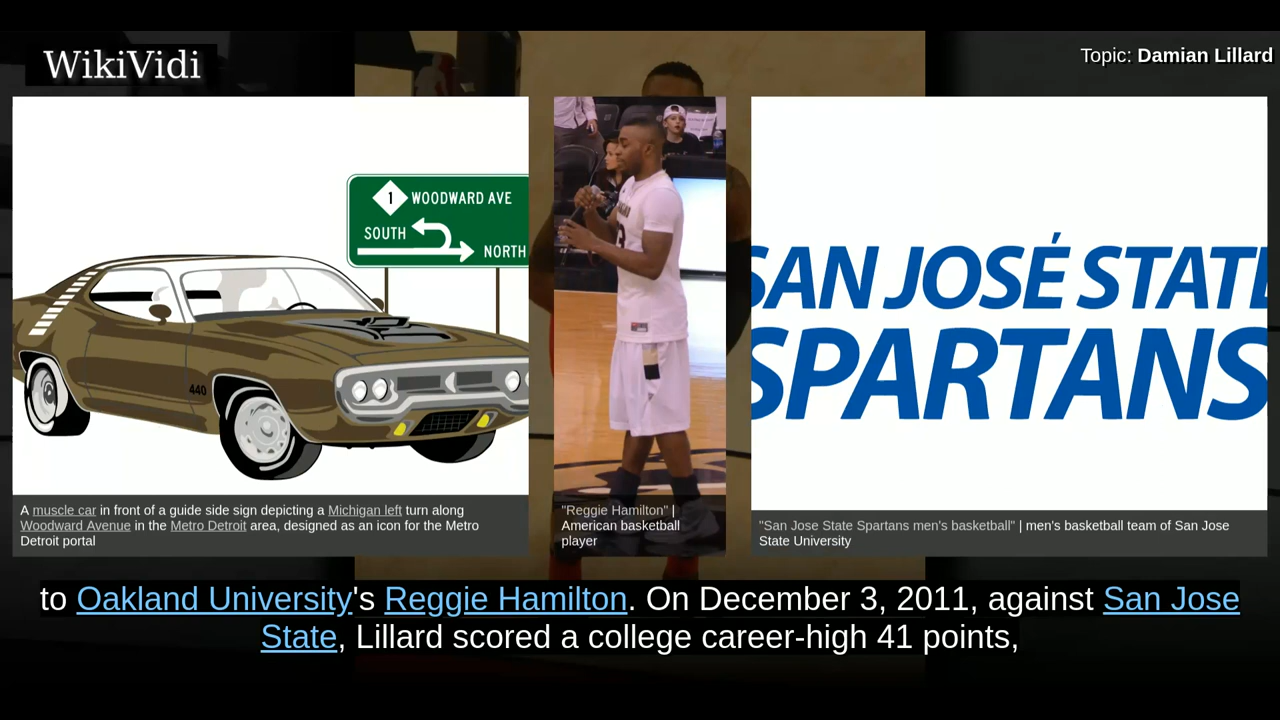 WikiVidi
Topic: Damian Lillard
1 WOODWARD AVE
SOUTH
NORTH
440
SAN JOSÉ STATE
SPARTANS
A muscle car in front of a guide side sign depicting a Michigan left turn along
Woodward Avenue in the Metro Detroit area, designed as an icon for the Metro
Detroit portal
"Reggie Hamilton" |
American basketball
player
"San Jose State Spartans men's basketball" | men's basketball team of San Jose
State University
to Oakland University's Reggie Hamilton. On December 3, 2011, against San Jose
State, Lillard scored a college career-high 41 points,